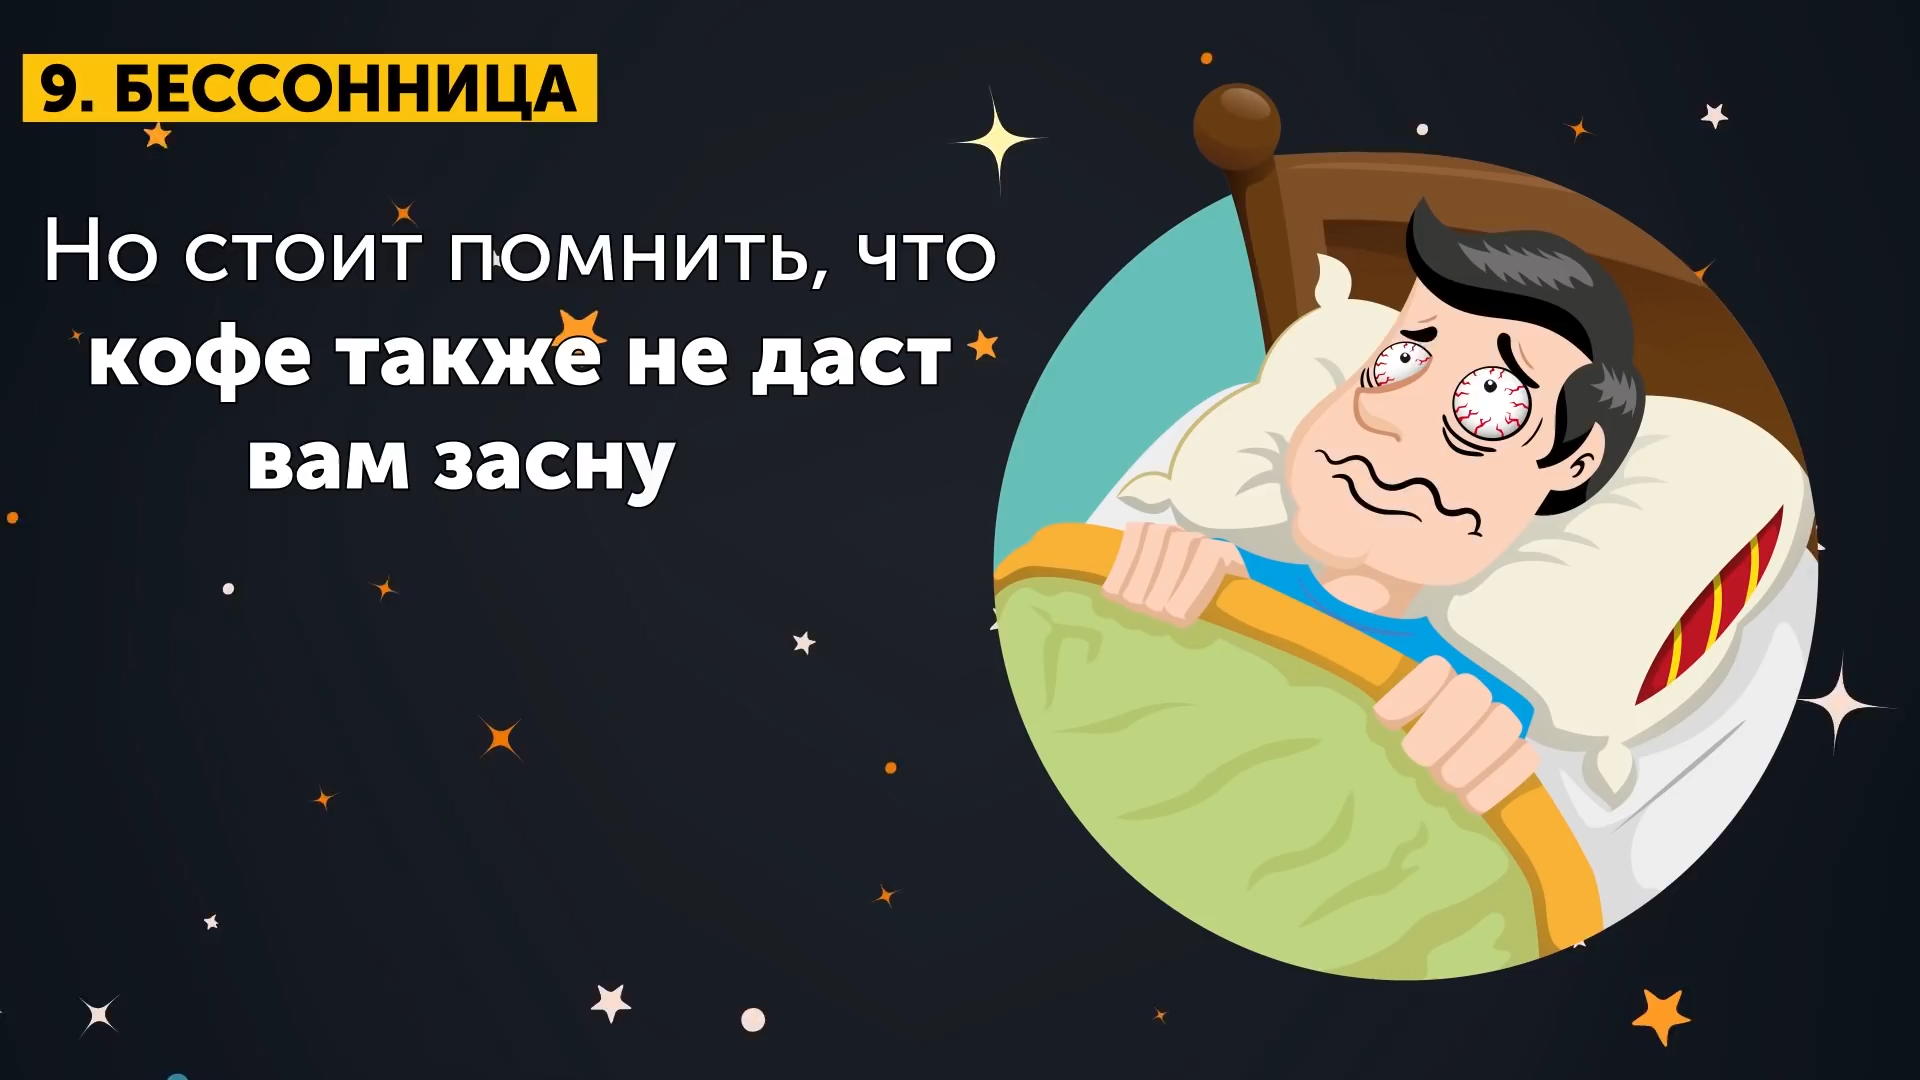 9. БЕССОННИЦА
Но стоит помнить, что
кофе также не даст
вам засну